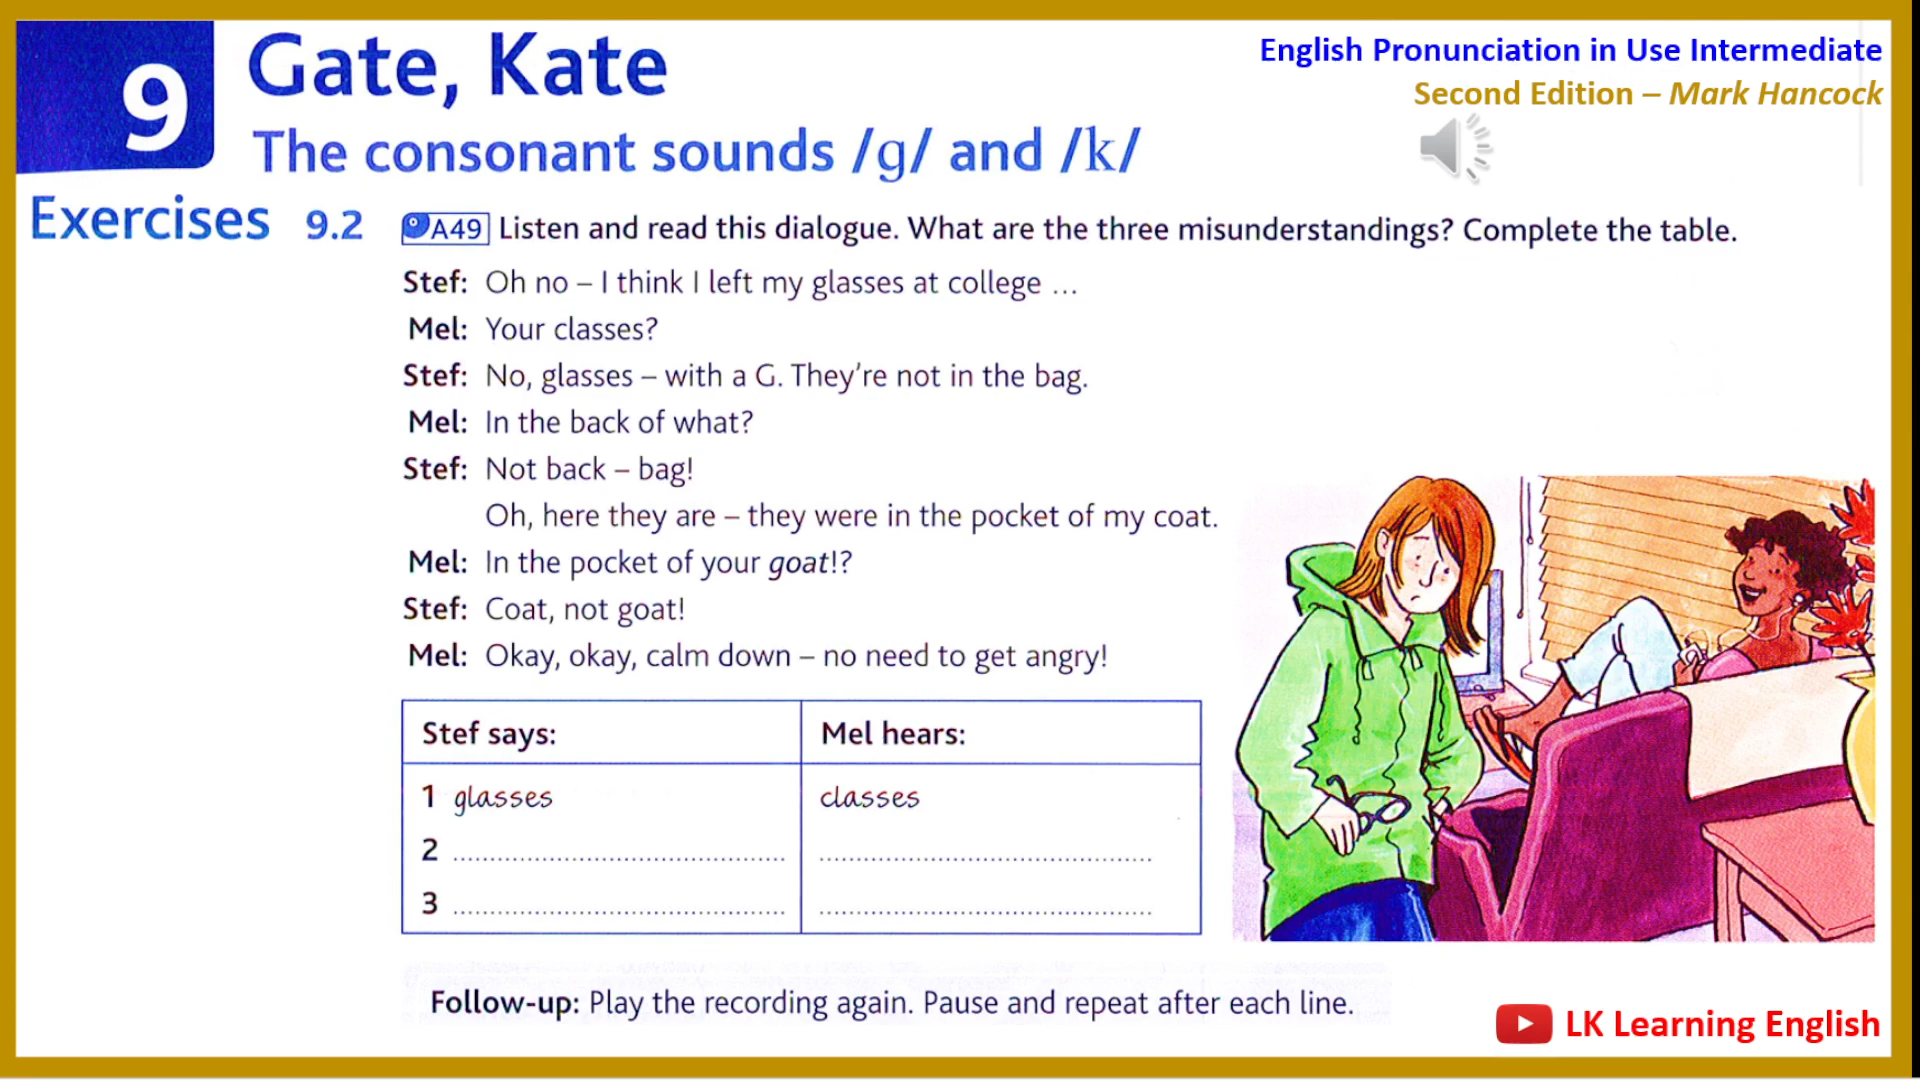 9
Gate, Kate
The consonant sounds /g/ and /k/
English Pronunciation in Use Intermediate
Second Edition – Mark Hancock
Exercises 9.2 A49 Listen and read this dialogue. What are the three misunderstandings? Complete the table.
Stef: Oh no – I think I left my glasses at college ...
Mel: Your classes?
Stef: No, glasses – with a G. They're not in the bag.
Mel: In the back of what?
Stef: Not back – bag!
Oh, here they are – they were in the pocket of my coat.
Mel: In the pocket of your goat!?
Stef: Coat, not goat!
Mel: Okay, okay, calm down – no need to get angry!
Stef says: Mel hears:
1 glasses classes
2 ........................................ ........................................
3 ........................................ ........................................
Follow-up: Play the recording again. Pause and repeat after each line.
LK Learning English